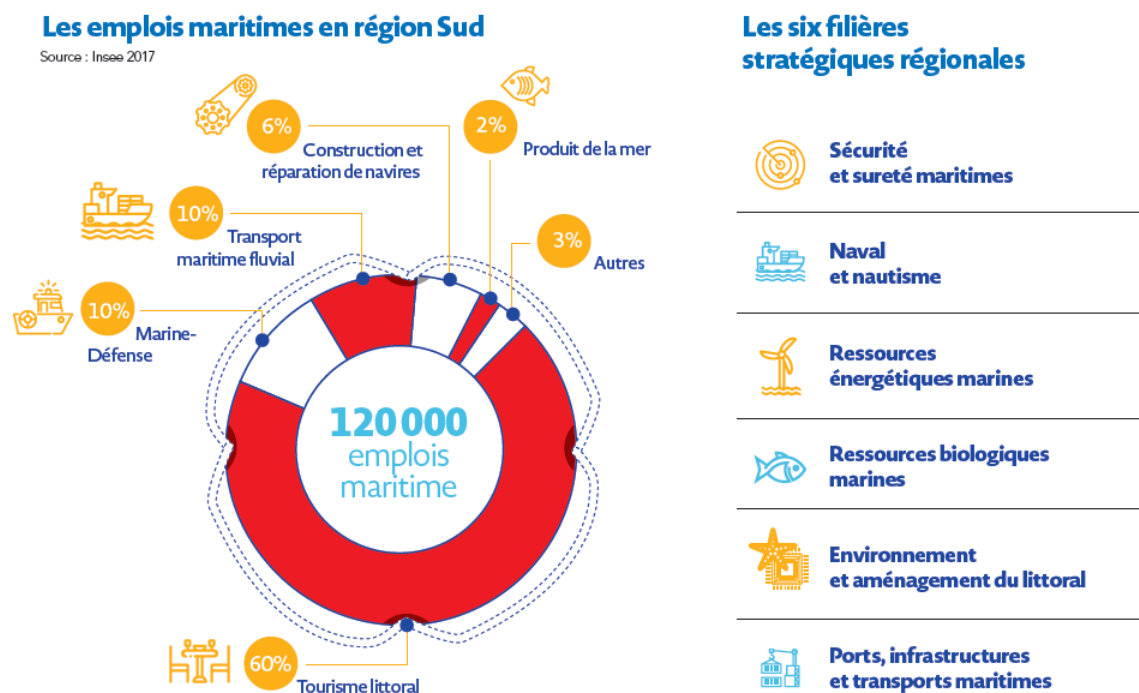 Les emplois maritimes en région Sud
Source : Insee 2017
6%
Construction et
réparation de navires
2%
Produit de la mer
10%
Transport
maritime fluvial
3%
Autres
10%
Marine-
Défense
120 000
emplois
maritime
60%
Tourisme littoral
Les six filières
stratégiques régionales
Sécurité
et sureté maritimes
Naval
et nautisme
Ressources
énergétiques marines
Ressources biologiques
marines
Environnement
et aménagement du littoral
Ports, infrastructures
et transports maritimes